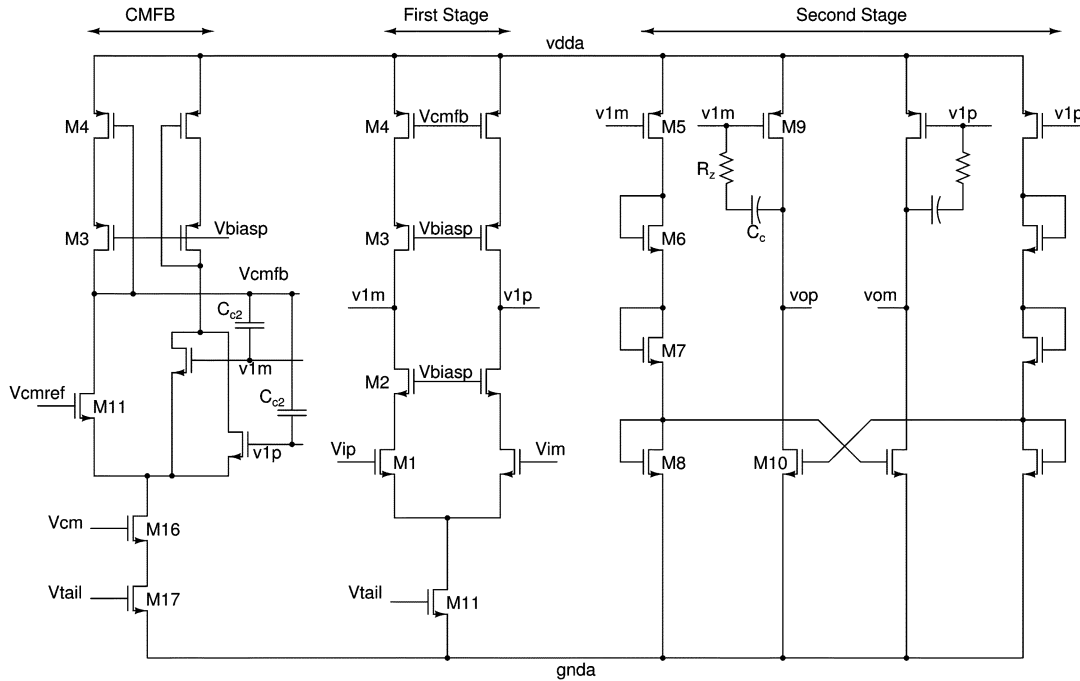 CMFB
First Stage
Second Stage
vdda
M4
M4
Vcmfb
v1m
M5
v1m
M9
v1p
v1p
Rz
M3
Vbiasp
M3
Vbiasp
M6
Cc
Vcmfb
Cc2
v1m
v1p
vop
vom
v1m
M7
M2
Vbiasp
Vcmref
M11
Cc2
v1p
Vip
M1
Vim
M8
M10
Vcm
M16
Vtail
M17
Vtail
M11
gnda